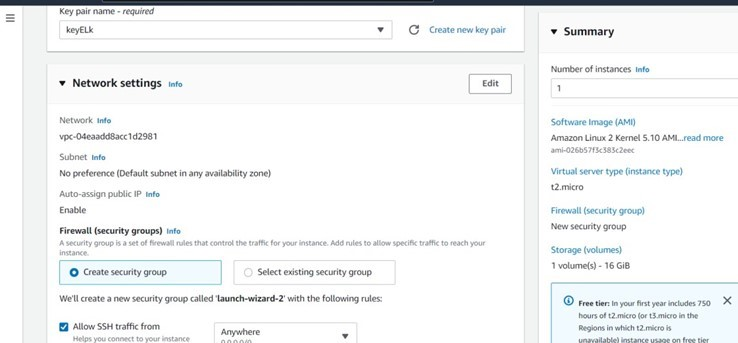 Key pair name - required
keyELk
Create new key pair
Network settings Info
Edit
Network Info
vpc-04eaadd8acc1d2981
Subnet Info
No preference (Default subnet in any availability zone)
Auto-assign public IP Info
Enable
Firewall (security groups) Info
A security group is a set of firewall rules that control the traffic for your instance. Add rules to allow specific traffic to reach your
instance.
Create security group
Select existing security group
We'll create a new security group called 'launch-wizard-2' with the following rules:
Allow SSH traffic from
Helps you connect to your instance
Anywhere
0.0.0.0/0
Summary
Number of instances Info
1
Software Image (AMI)
Amazon Linux 2 Kernel 5.10 AMI...read more
ami-026b57f3c383c2eec
Virtual server type (instance type)
t2.micro
Firewall (security group)
New security group
Storage (volumes)
1 volume(s) - 16 GiB
Free tier: In your first year includes 750
hours of t2.micro (or t3.micro in the
Regions in which t2.micro is
unavailable) instance usage on free tier